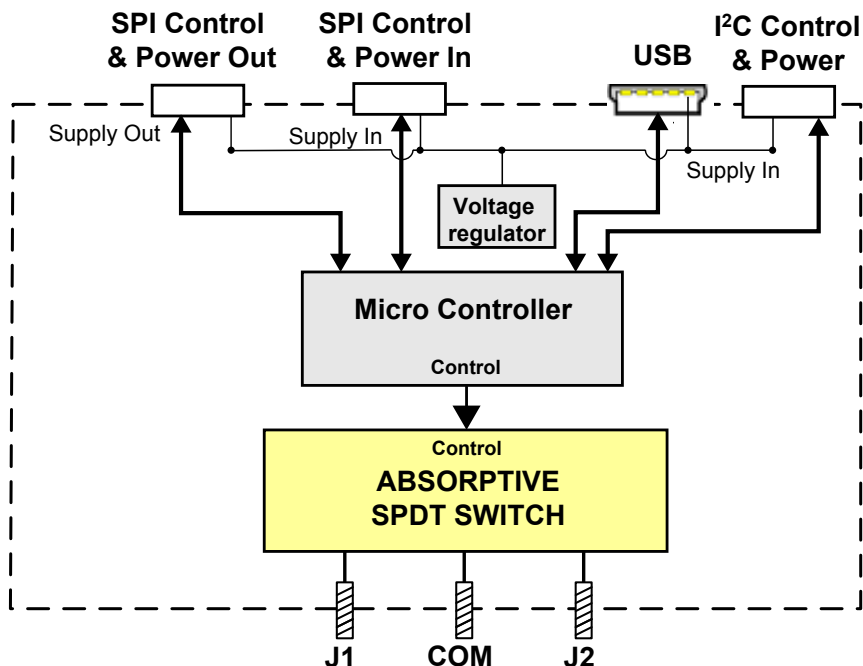 SPI Control
& Power Out
SPI Control
& Power In
USB
I²C Control
& Power
Supply Out
Supply In
Supply In
Voltage
regulator
Micro Controller
Control
Control
ABSORPTIVE
SPDT SWITCH
J1
COM
J2